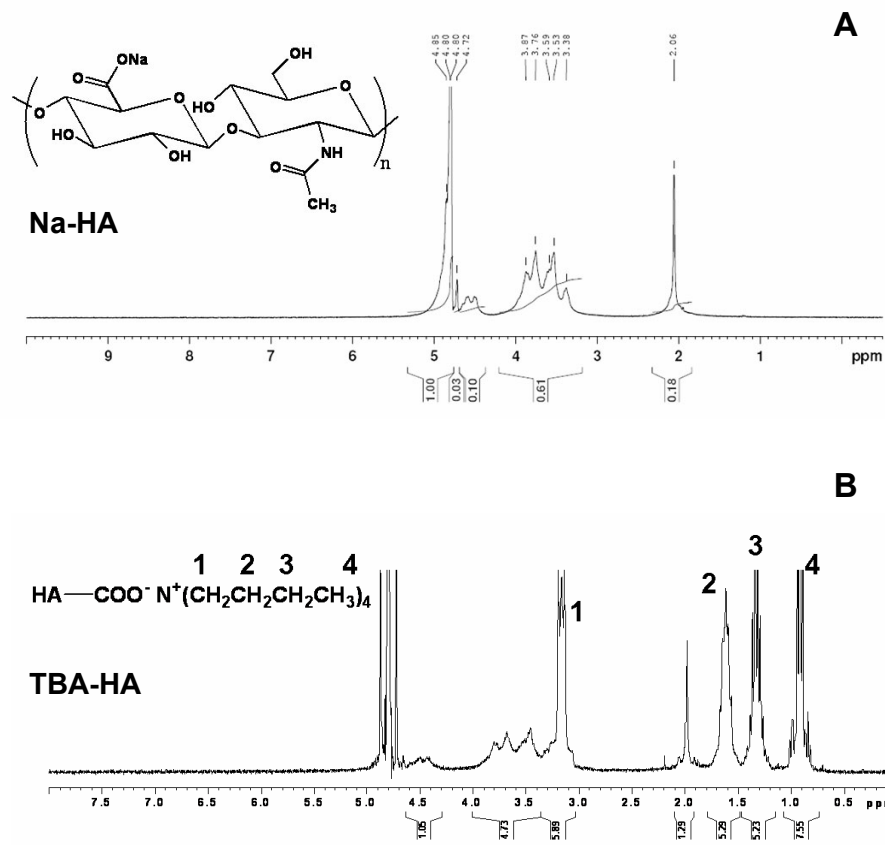 A
4.85
4.80
4.80
4.72
3.87
3.76
3.59
3.53
3.38
2.06
ONa
O
OH
O
O
HO
O
O
HO
OH
O
NH
O
CH3
n
Na-HA
9 8 7 6 5 4 3 2 1 ppm
1.00 0.03 0.10 0.61 0.18
B
1 2 3 4
HA—COO- N+(CH2CH2CH2CH3)4
TBA-HA
1
2
3
4
7.5 7.0 6.5 6.0 5.5 5.0 4.5 4.0 3.5 3.0 2.5 2.0 1.5 1.0 0.5
1.05 4.73 5.89 1.29 5.29 5.23 7.55